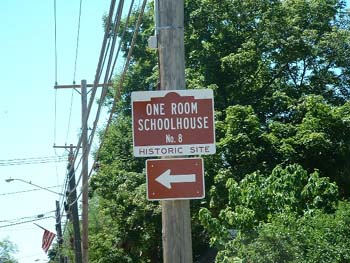 ONE ROOM
SCHOOLHOUSE
No. 8
HISTORIC SITE